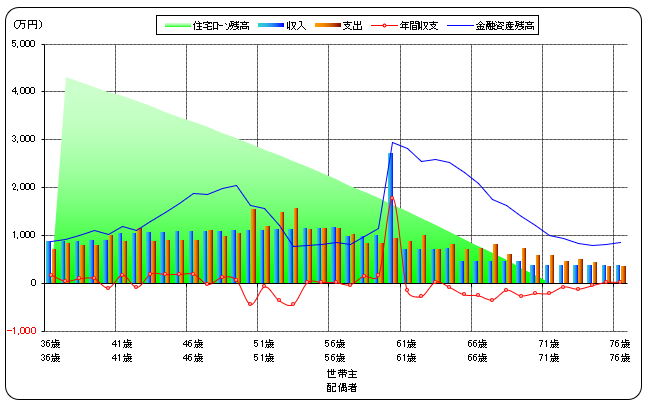 (万円)
住宅ローン残高 収入 支出 年間収支 金融資産残高
5,000
4,000
3,000
2,000
1,000
0
-1,000
36歳 41歳 46歳 51歳 56歳 61歳 66歳 71歳 76歳
36歳 41歳 46歳 51歳 56歳 61歳 66歳 71歳 76歳
世帯主
配偶者